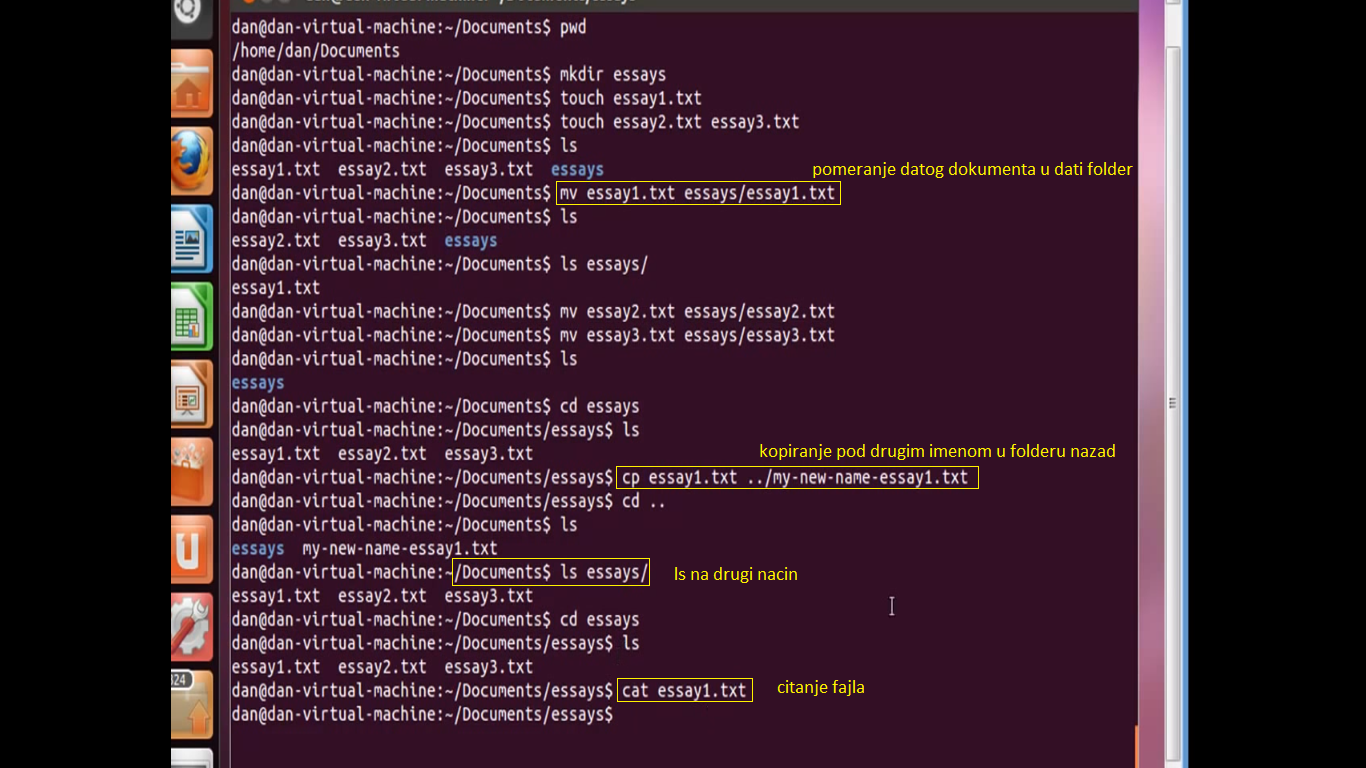 dan@dan-virtual-machine:~/Documents$ pwd
/home/dan/Documents
dan@dan-virtual-machine:~/Documents$ mkdir essays
dan@dan-virtual-machine:~/Documents$ touch essay1.txt
dan@dan-virtual-machine:~/Documents$ touch essay2.txt essay3.txt
dan@dan-virtual-machine:~/Documents$ ls
essay1.txt  essay2.txt  essay3.txt  essays
pomeranje datog dokumenta u dati folder
dan@dan-virtual-machine:~/Documents$ mv essay1.txt essays/essay1.txt
dan@dan-virtual-machine:~/Documents$ ls
essay2.txt  essay3.txt  essays
dan@dan-virtual-machine:~/Documents$ ls essays/
essay1.txt
dan@dan-virtual-machine:~/Documents$ mv essay2.txt essays/essay2.txt
dan@dan-virtual-machine:~/Documents$ mv essay3.txt essays/essay3.txt
dan@dan-virtual-machine:~/Documents$ ls
essays
dan@dan-virtual-machine:~/Documents$ cd essays
dan@dan-virtual-machine:~/Documents/essays$ ls
essay1.txt  essay2.txt  essay3.txt
kopiranje pod drugim imenom u folderu nazad
dan@dan-virtual-machine:~/Documents/essays$ cp essay1.txt ../my-new-name-essay1.txt
dan@dan-virtual-machine:~/Documents/essays$ cd ..
dan@dan-virtual-machine:~/Documents$ ls
essays  my-new-name-essay1.txt
dan@dan-virtual-machine:~/Documents$ ls essays/
ls na drugi nacin
essay1.txt  essay2.txt  essay3.txt
dan@dan-virtual-machine:~/Documents$ cd essays
dan@dan-virtual-machine:~/Documents/essays$ ls
essay1.txt  essay2.txt  essay3.txt
dan@dan-virtual-machine:~/Documents/essays$ cat essay1.txt
citanje fajla
dan@dan-virtual-machine:~/Documents/essays$